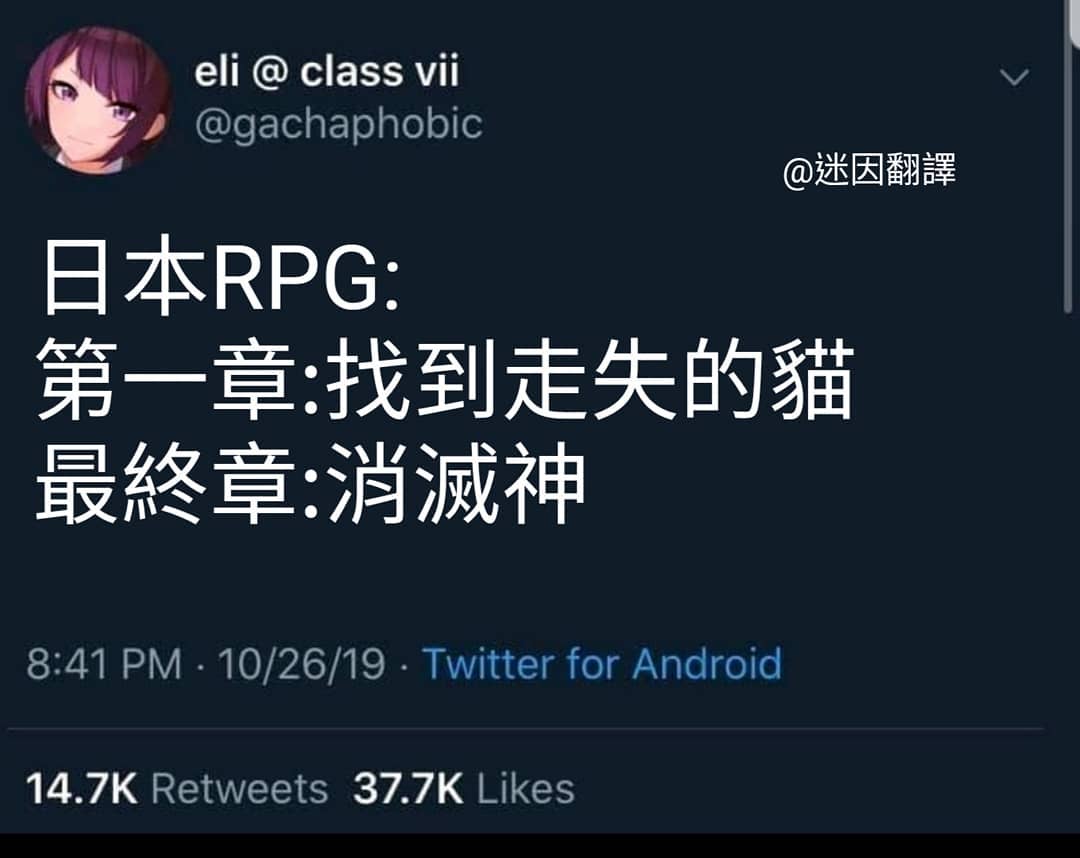 eli @ class vii
@gachaphobic
@迷因翻譯
日本RPG:
第一章:找到走失的貓
最終章:消滅神
8:41 PM · 10/26/19 · Twitter for Android
14.7K Retweets 37.7K Likes